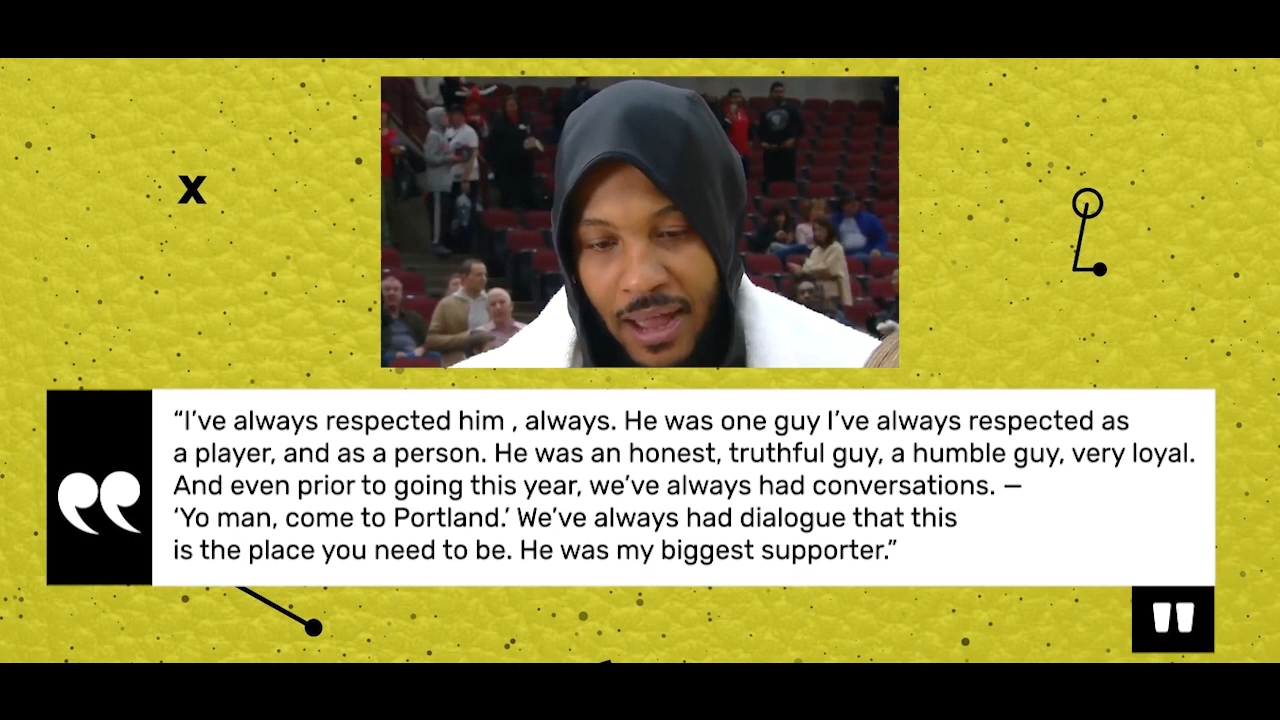 x
“I’ve always respected him , always. He was one guy I’ve always respected as
a player, and as a person. He was an honest, truthful guy, a humble guy, very loyal.
And even prior to going this year, we’ve always had conversations. —
‘Yo man, come to Portland.’ We’ve always had dialogue that this
is the place you need to be. He was my biggest supporter.”